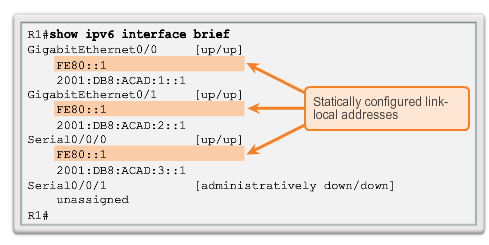 R1#show ipv6 interface brief
GigabitEthernet0/0 [up/up]
FE80::1
2001:DB8:ACAD:1::1
GigabitEthernet0/1 [up/up]
FE80::1
2001:DB8:ACAD:2::1
Serial0/0/0 [up/up]
FE80::1
2001:DB8:ACAD:3::1
Serial0/0/1 [administratively down/down]
unassigned
R1#
Statically configured link-
local addresses